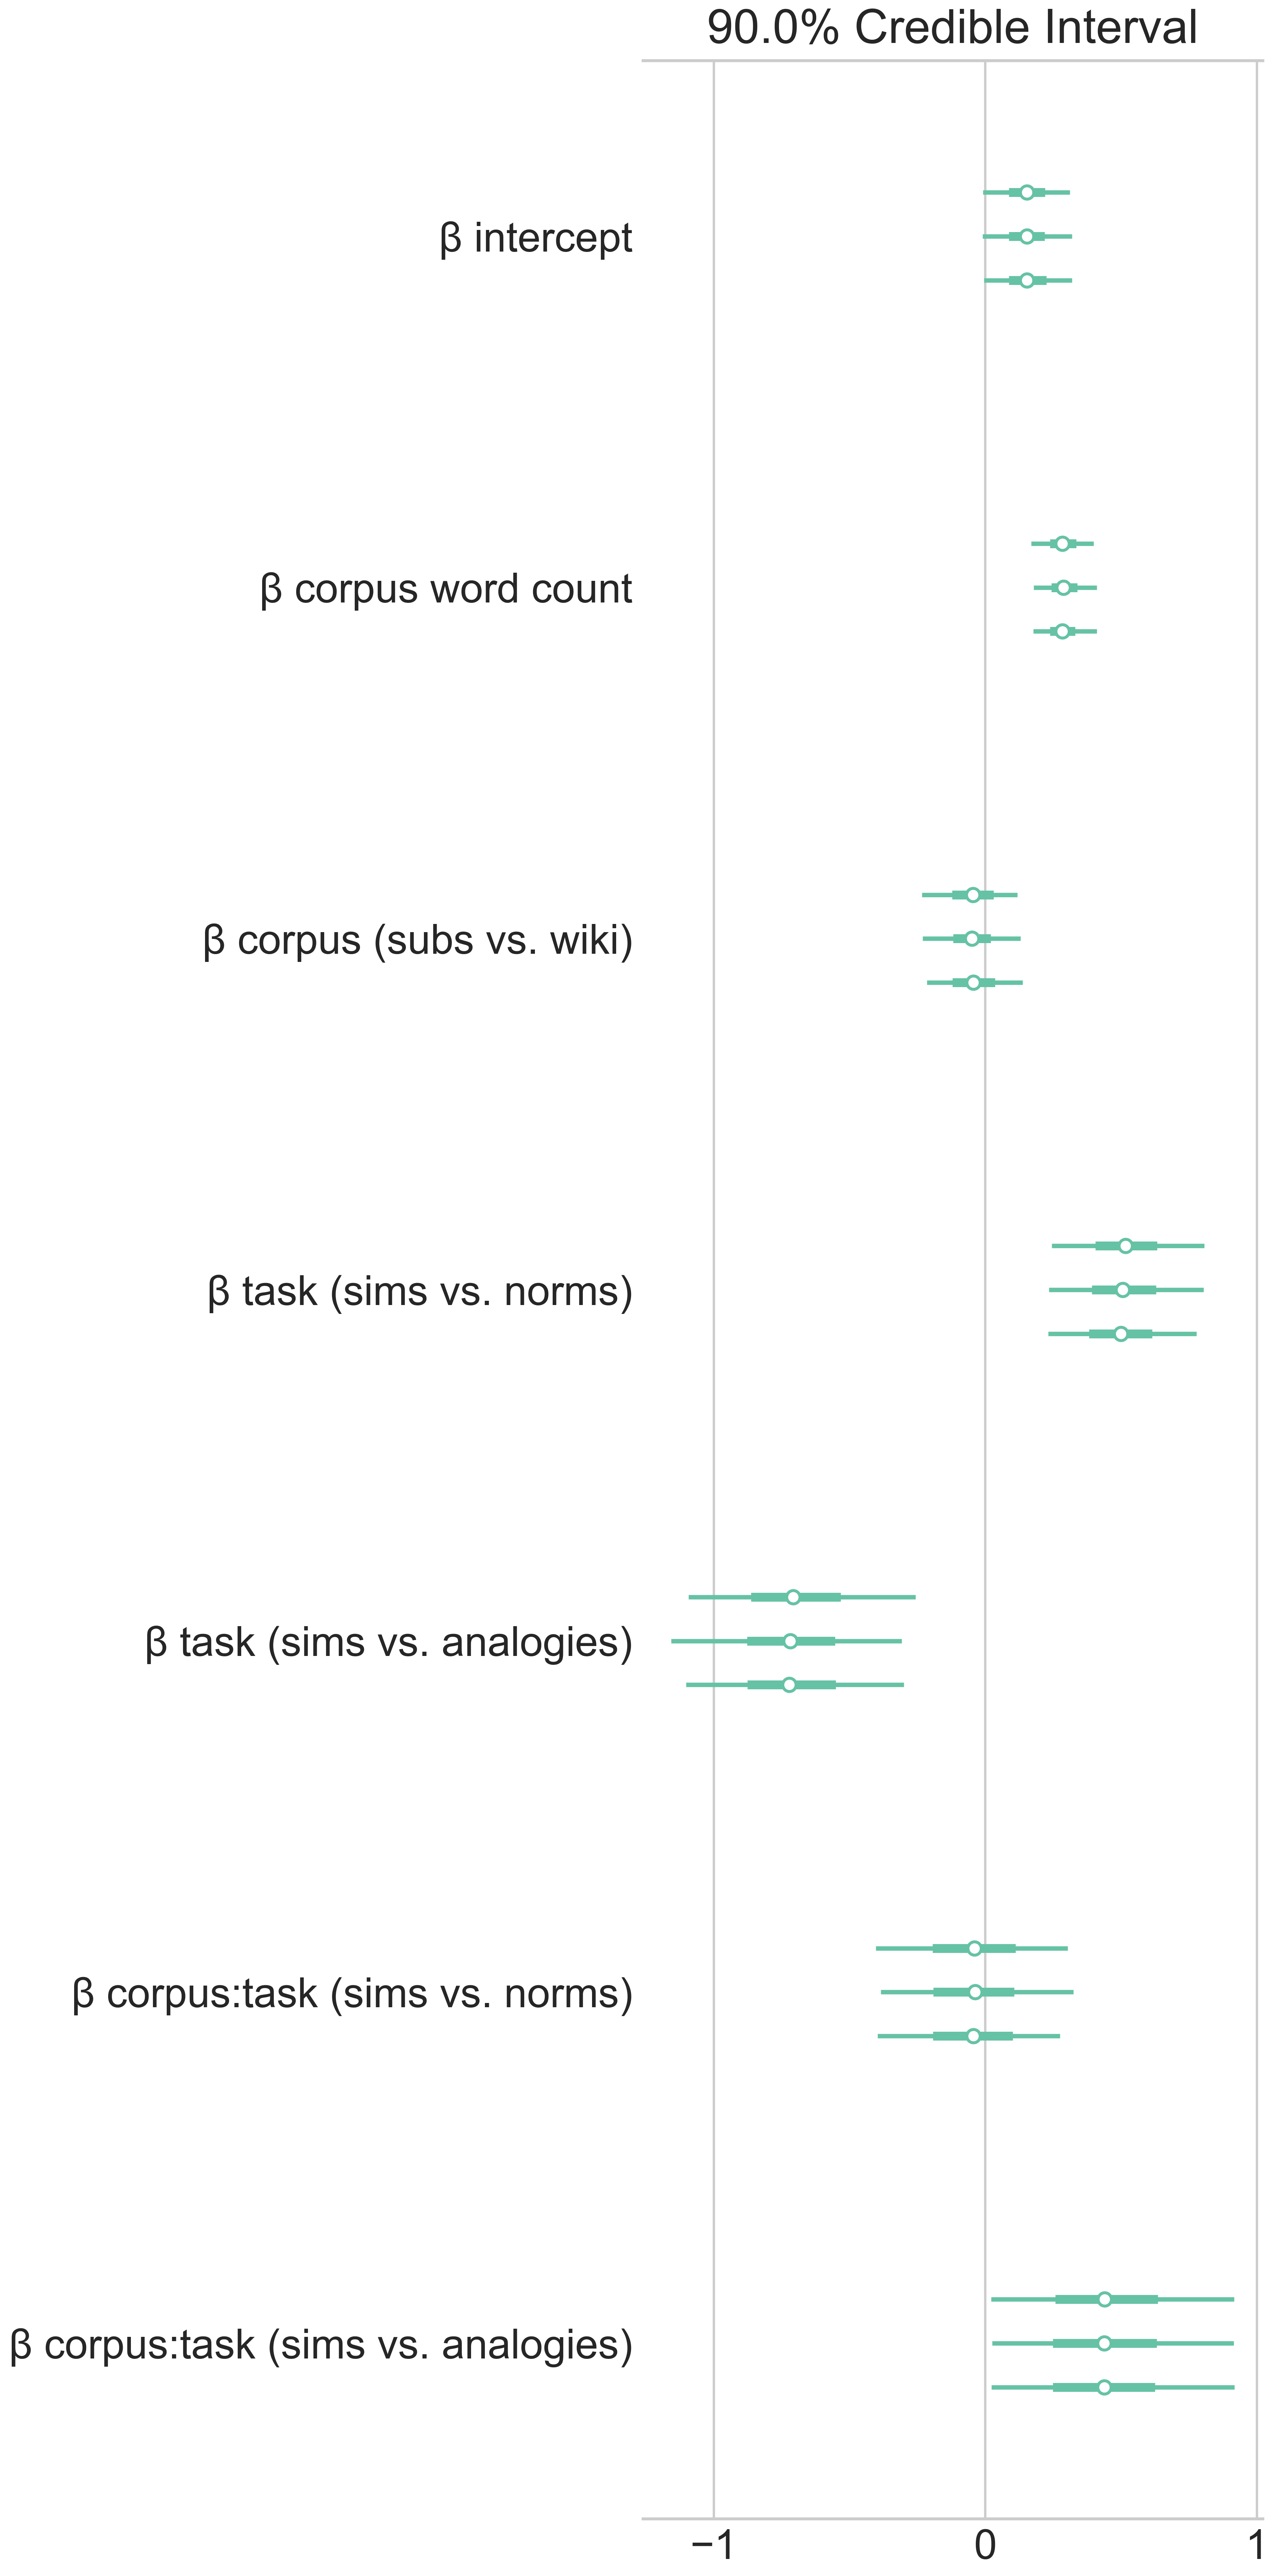 90.0% Credible Interval
β intercept
β corpus word count
β corpus (subs vs. wiki)
β task (sims vs. norms)
β task (sims vs. analogies)
β corpus:task (sims vs. norms)
β corpus:task (sims vs. analogies)
−1 0 1